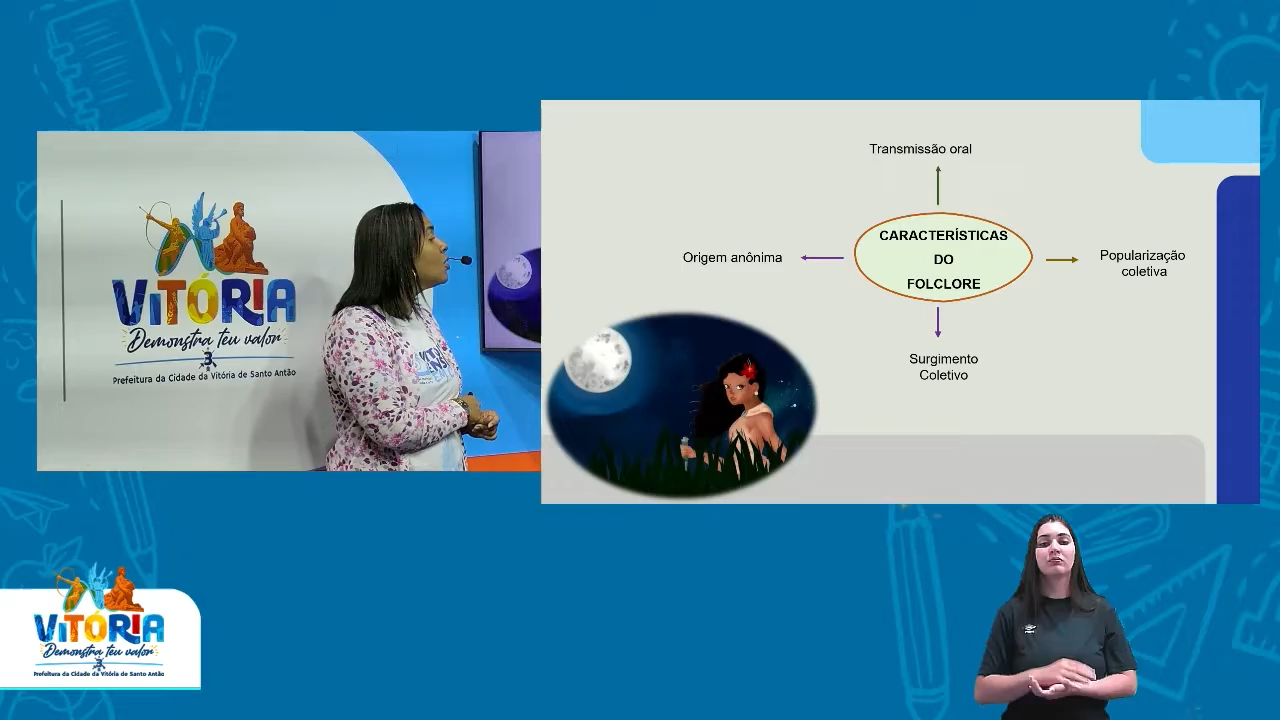 VITÓRIA
Demonstra teu valor
Prefeitura da Cidade da Vitória de Santo Antão
Transmissão oral
CARACTERÍSTICAS
DO
FOLCLORE
Origem anônima
Popularização
coletiva
Surgimento
Coletivo
VITÓRIA
Demonstra teu valor
Prefeitura da Cidade da Vitória de Santo Antão